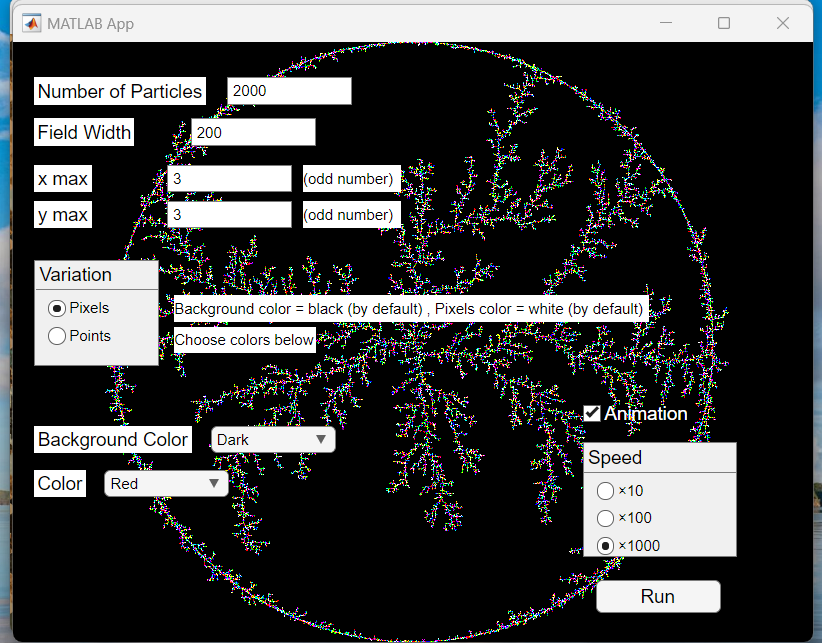 MATLAB App
Number of Particles 2000
Field Width 200
x max 3 (odd number)
y max 3 (odd number)
Variation
Pixels
Points
Background color = black (by default) , Pixels color = white (by default)
Choose colors below
Animation
Background Color Dark
Color Red
Speed
×10
×100
×1000
Run